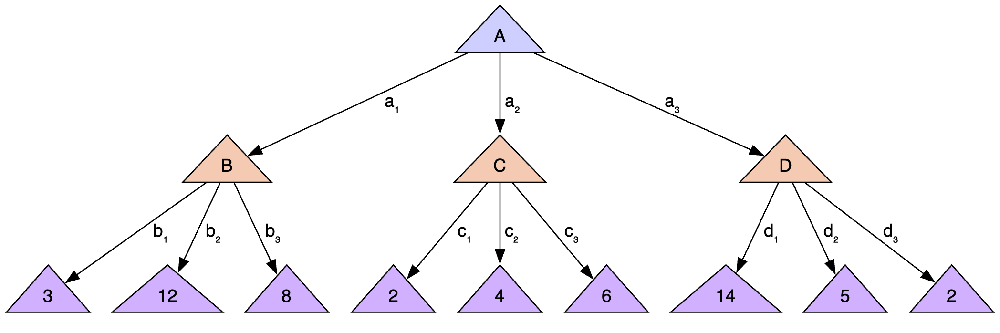 A
a₁ a₂ a₃
B C D
b₁ b₂ b₃ c₁ c₂ c₃ d₁ d₂ d₃
3 12 8 2 4 6 14 5 2